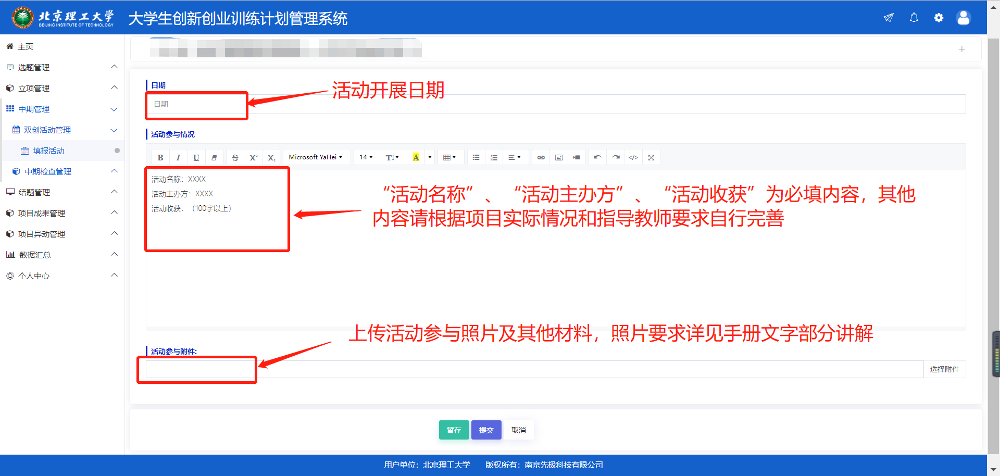 北京理工大学
BEIJING INSTITUTE OF TECHNOLOGY
大学生创新创业训练计划管理系统
主页
选题管理
立项管理
中期管理
双创活动管理
填报活动
中期检查管理
结题管理
项目成果管理
项目异动管理
数据汇总
个人中心
日期
活动开展日期
日期
活动参与情况
B I U S X² X₂ Microsoft YaHei 14 T A
活动名称：XXXX
活动主办方：XXXX
活动收获：（100字以上）
“活动名称”、“活动主办方”、“活动收获”为必填内容，其他
内容请根据项目实际情况和指导教师要求自行完善
上传活动参与照片及其他材料，照片要求详见手册文字部分讲解
活动参与附件:
选择附件
暂存 提交 取消
用户单位：北京理工大学 版权所有：南京先极科技有限公司